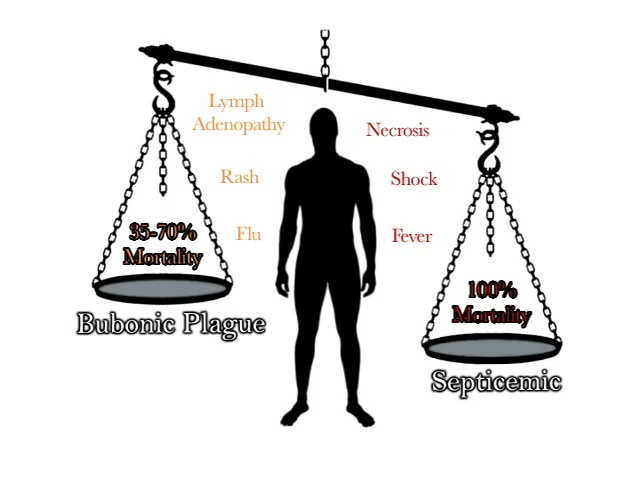 Lymph
Adenopathy
Rash
Flu
35-70%
Mortality
Bubonic Plague
Necrosis
Shock
Fever
100%
Mortality
Septicemic